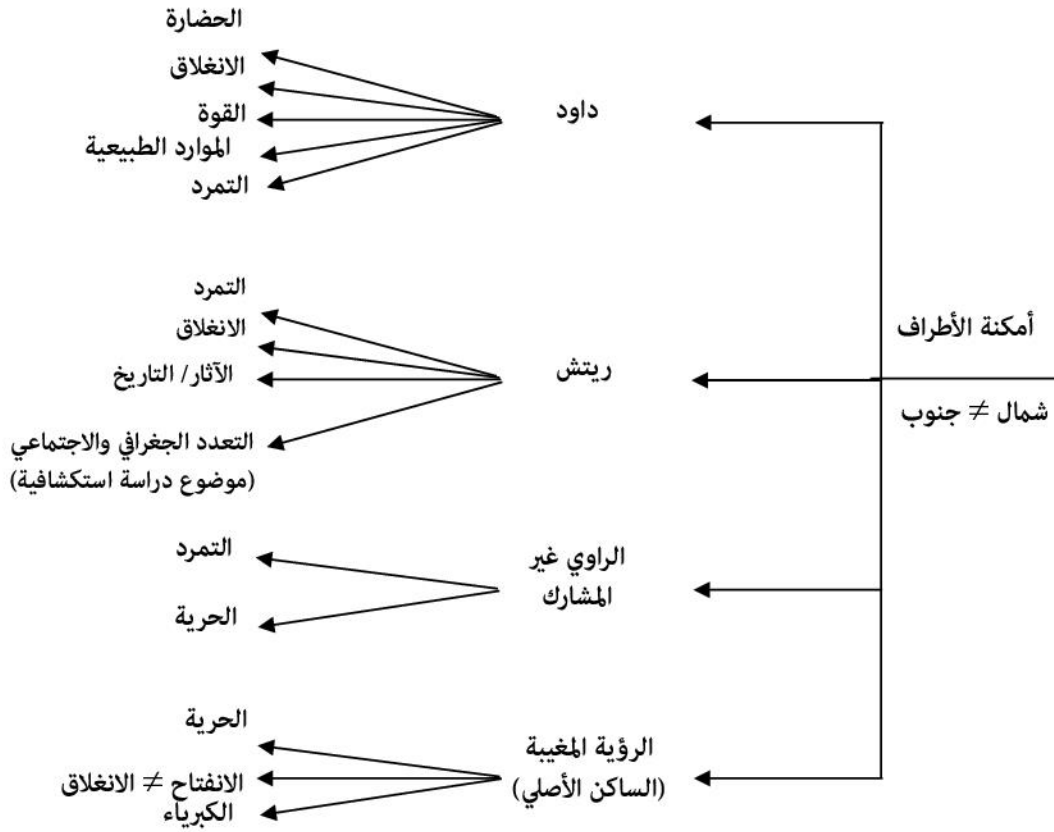 أمكنة الأطراف
شمال ≠ جنوب
داود
الحضارة
الانغلاق
القوة
الموارد الطبيعية
التمرد
ريتش
التمرد
الانغلاق
الآثار/ التاريخ
التعدد الجغرافي والاجتماعي
(موضوع دراسة استكشافية)
الراوي غير
المشارك
التمرد
الحرية
الرؤية المغيبة
(الساكن الأصلي)
الحرية
الانفتاح ≠ الانغلاق
الكبرياء